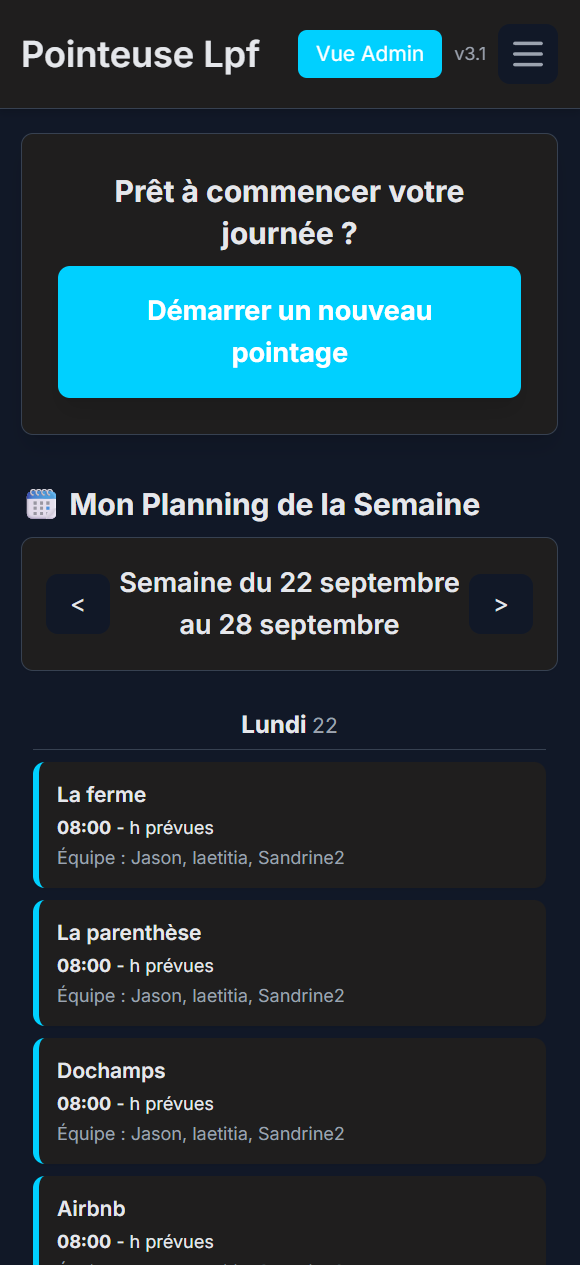 Pointeuse Lpf
Vue Admin
v3.1
Prêt à commencer votre
journée ?
Démarrer un nouveau
pointage
Mon Planning de la Semaine
<
Semaine du 22 septembre
au 28 septembre
>
Lundi 22
La ferme
08:00 - h prévues
Équipe : Jason, laetitia, Sandrine2
La parenthèse
08:00 - h prévues
Équipe : Jason, laetitia, Sandrine2
Dochamps
08:00 - h prévues
Équipe : Jason, laetitia, Sandrine2
Airbnb
08:00 - h prévues